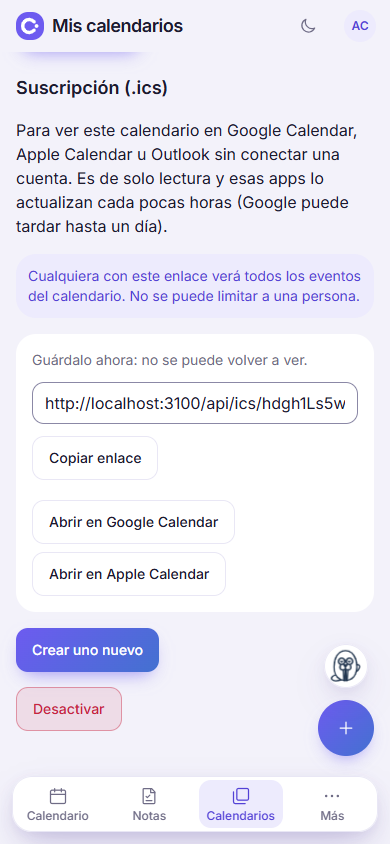 Mis calendarios
AC
Suscripción (.ics)
Para ver este calendario en Google Calendar,
Apple Calendar u Outlook sin conectar una
cuenta. Es de solo lectura y esas apps lo
actualizan cada pocas horas (Google puede
tardar hasta un día).
Cualquiera con este enlace verá todos los eventos
del calendario. No se puede limitar a una persona.
Guárdalo ahora: no se puede volver a ver.
http://localhost:3100/api/ics/hdgh1Ls5w
Copiar enlace
Abrir en Google Calendar
Abrir en Apple Calendar
Crear uno nuevo
Desactivar
Calendario
Notas
Calendarios
Más